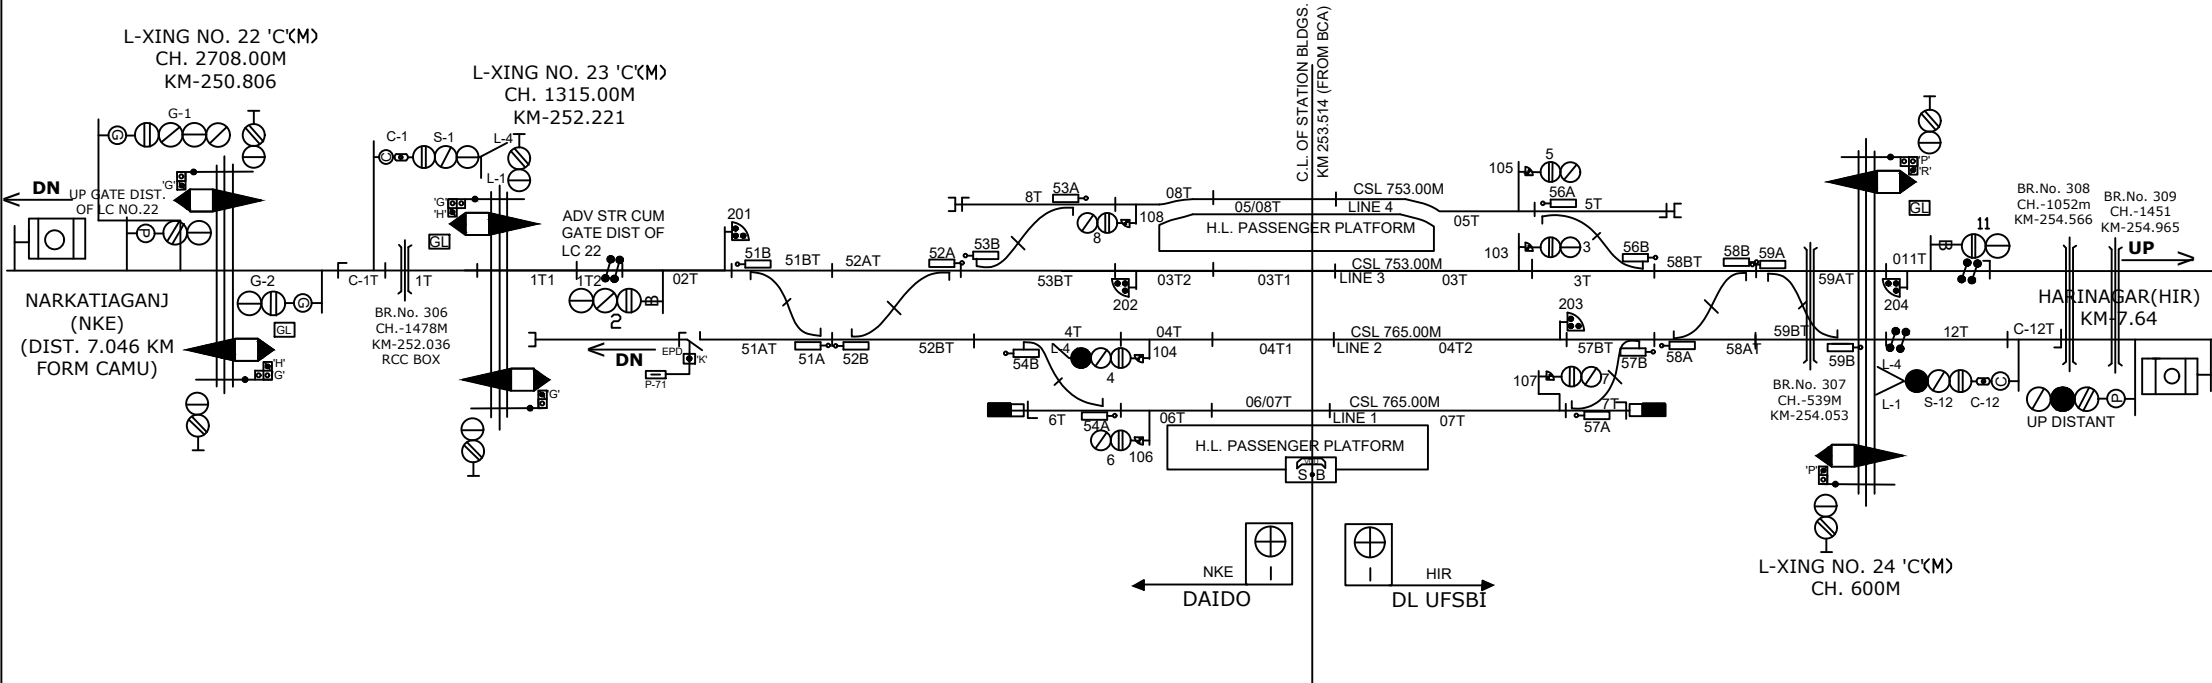 L-XING NO. 22 'C'(M)
CH. 2708.00M
KM-250.806
L-XING NO. 23 'C'(M)
CH. 1315.00M
KM-252.221
C.L. OF STATION BLDGS.
KM 253.514 (FROM BCA)
G-1
G
C-1
S-1
L-4
C
L-1
'G'
DN
UP GATE DIST.
OF LC NO.22
P
'G'
'H'
GL
ADV STR CUM
GATE DIST OF
LC 22
201
8T
53A
08T
CSL 753.00M
05/08T
LINE 4
05T
105
5
56A
5T
108
8
H.L. PASSENGER PLATFORM
'P'
'R'
GL
BR.No. 308
CH.-1052m
KM-254.566
BR.No. 309
CH.-1451
KM-254.965
UP
11
B
G-2
G
GL
C-1T
1T
1T1
1T2
02T
51B
51BT
52AT
52A
53B
53BT
03T2
03T1
CSL 753.00M
LINE 3
03T
103
3
3T
56B
58BT
58B
59A
59AT
011T
202
204
2
B
NARKATIAGANJ
(NKE)
(DIST. 7.046 KM
FORM CAMU)
BR.No. 306
CH.-1478M
KM-252.036
RCC BOX
HARINAGAR(HIR)
KM-7.64
DN
EPD
'K'
P-71
51AT
51A
52B
52BT
4T
04T
04T1
CSL 765.00M
LINE 2
04T2
203
57BT
57B
58A
58AT
59BT
59B
12T
C-12T
54B
L-4
4
104
107
7
BR.No. 307
CH.-539M
KM-254.053
L-4
L-1
S-12
C-12
C
P
UP DISTANT
'H'
'G'
'G'
6T
54A
06T
06/07T
CSL 765.00M
LINE 1
07T
57A
7T
6
106
H.L. PASSENGER PLATFORM
S B
'P'
NKE
DAIDO
HIR
DL UFSBI
L-XING NO. 24 'C'(M)
CH. 600M